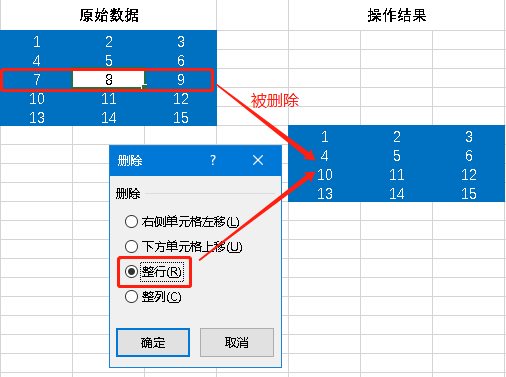 原始数据
操作结果
1 2 3
4 5 6
7 8 9
10 11 12
13 14 15
被删除
1 2 3
4 5 6
10 11 12
13 14 15
删除 ? ×
删除
右侧单元格左移(L)
下方单元格上移(U)
整行(R)
整列(C)
确定
取消